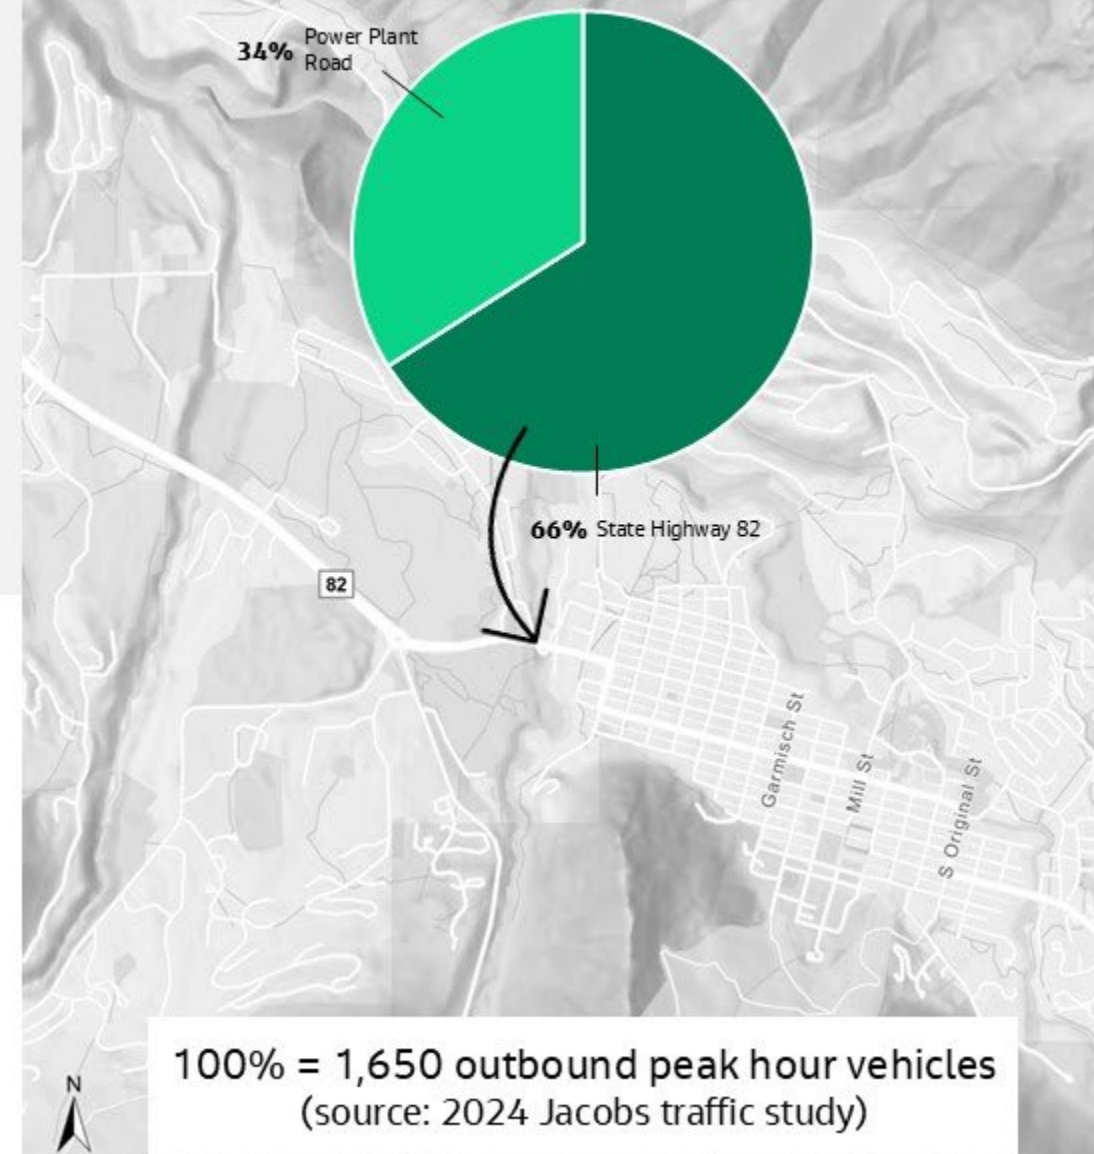 34% Power Plant
Road
66% State Highway 82
82
Garmisch St
Mill St
S Original St
N
100% = 1,650 outbound peak hour vehicles
(source: 2024 Jacobs traffic study)